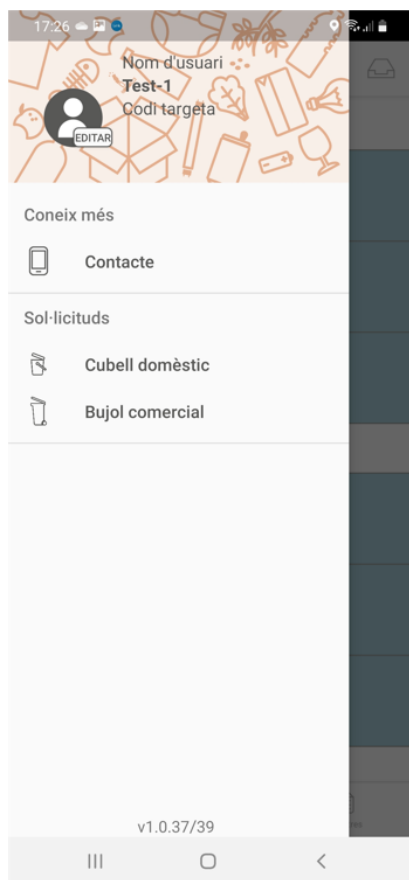 17:26
Nom d'usuari
Test-1
Codi targeta
EDITAR
Coneix més
Contacte
Sol·licituds
Cubell domèstic
Bujol comercial
v1.0.37/39